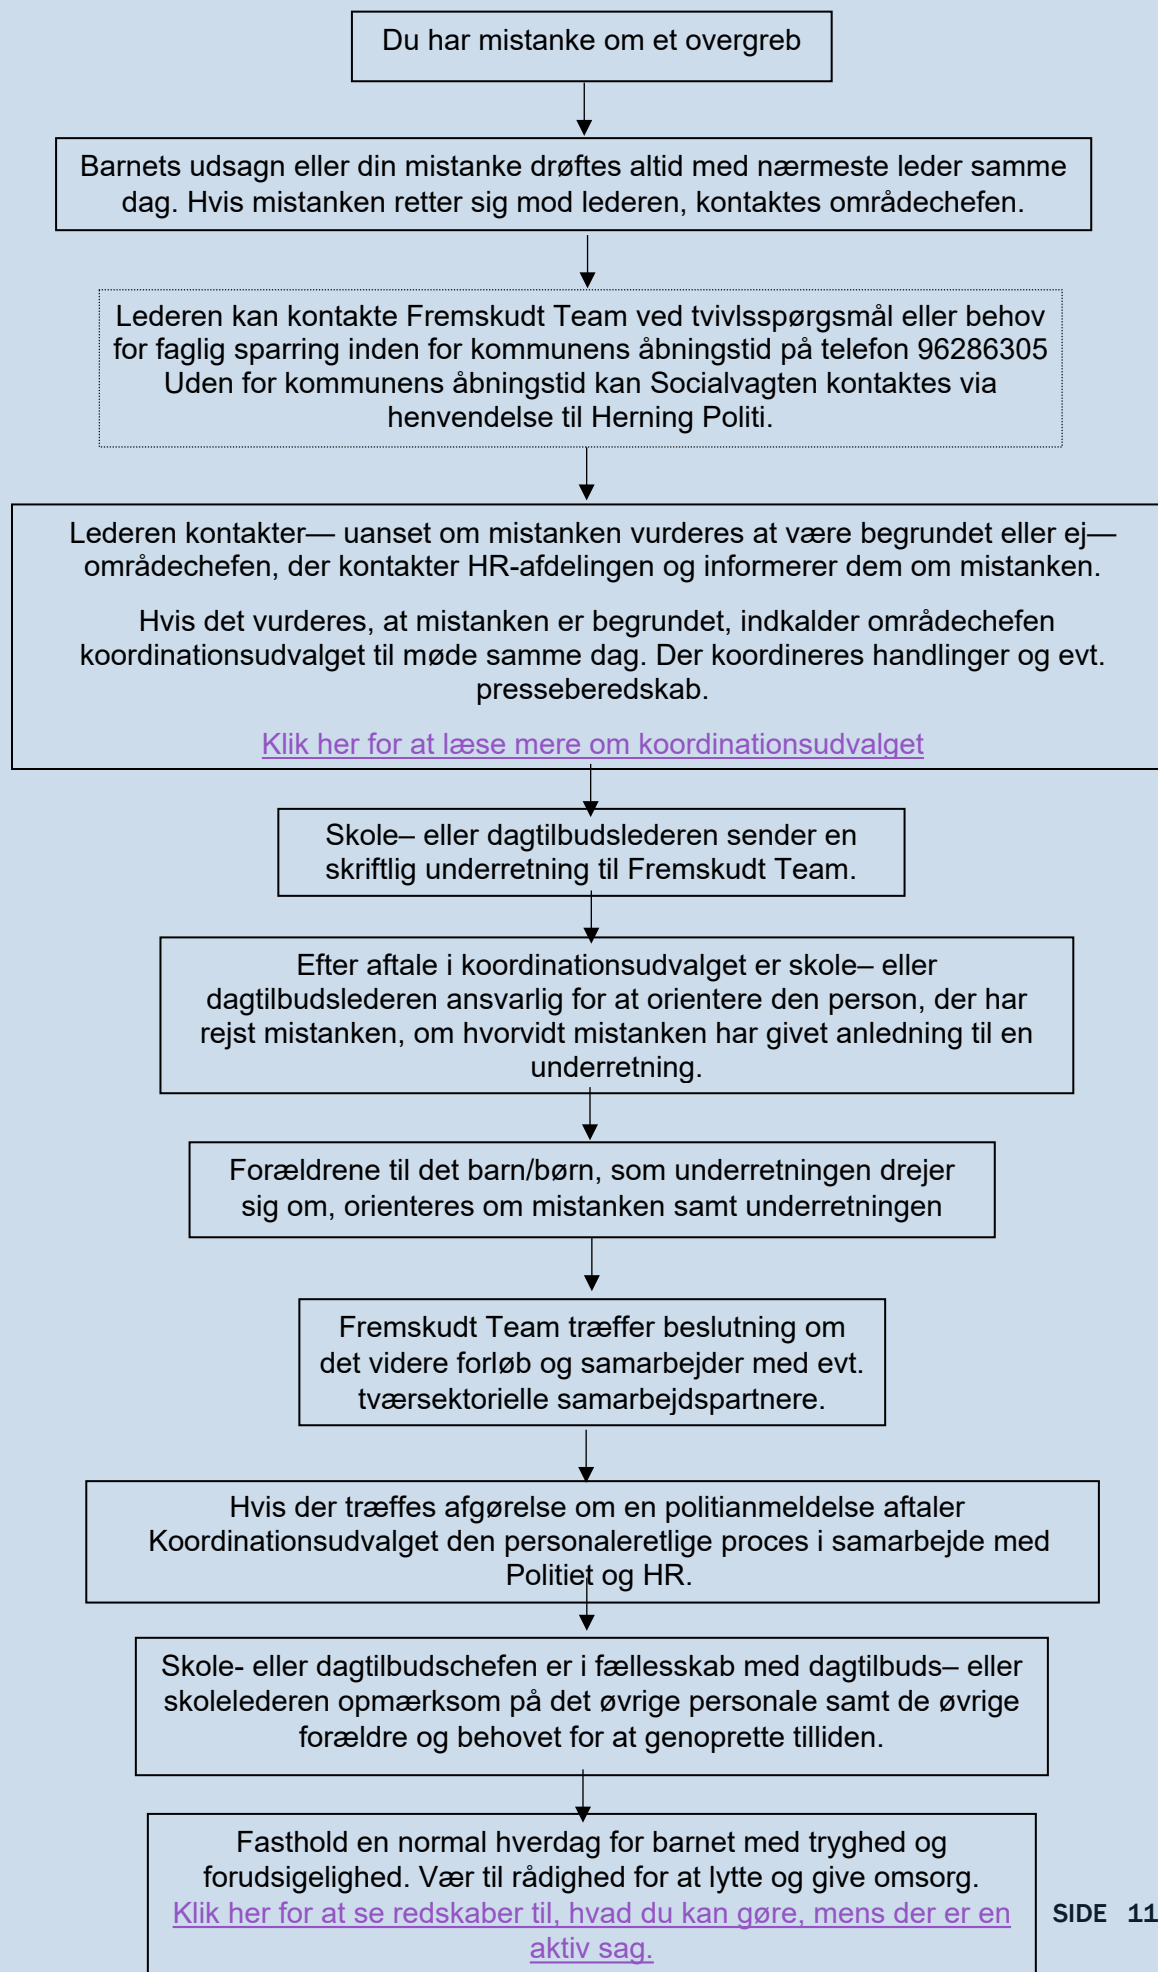 Du har mistanke om et overgreb
Barnets udsagn eller din mistanke drøftes altid med nærmeste leder samme
dag. Hvis mistanken retter sig mod lederen, kontaktes områdechefen.
Lederen kan kontakte Fremskudt Team ved tvivlsspørgsmål eller behov
for faglig sparring inden for kommunens åbningstid på telefon 96286305
Uden for kommunens åbningstid kan Socialvagten kontaktes via
henvendelse til Herning Politi.
Lederen kontakter— uanset om mistanken vurderes at være begrundet eller ej—
områdechefen, der kontakter HR-afdelingen og informerer dem om mistanken.
Hvis det vurderes, at mistanken er begrundet, indkalder områdechefen
koordinationsudvalget til møde samme dag. Der koordineres handlinger og evt.
presseberedskab.
Klik her for at læse mere om koordinationsudvalget
Skole– eller dagtilbudslederen sender en
skriftlig underretning til Fremskudt Team.
Efter aftale i koordinationsudvalget er skole– eller
dagtilbudslederen ansvarlig for at orientere den person, der har
rejst mistanken, om hvorvidt mistanken har givet anledning til en
underretning.
Forældrene til det barn/børn, som underretningen drejer
sig om, orienteres om mistanken samt underretningen
Fremskudt Team træffer beslutning om
det videre forløb og samarbejder med evt.
tværsektorielle samarbejdspartnere.
Hvis der træffes afgørelse om en politianmeldelse aftaler
Koordinationsudvalget den personaleretlige proces i samarbejde med
Politiet og HR.
Skole- eller dagtilbudschefen er i fællesskab med dagtilbuds– eller
skolelederen opmærksom på det øvrige personale samt de øvrige
forældre og behovet for at genoprette tilliden.
Fasthold en normal hverdag for barnet med tryghed og
forudsigelighed. Vær til rådighed for at lytte og give omsorg.
Klik her for at se redskaber til, hvad du kan gøre, mens der er en
aktiv sag.
SIDE 11